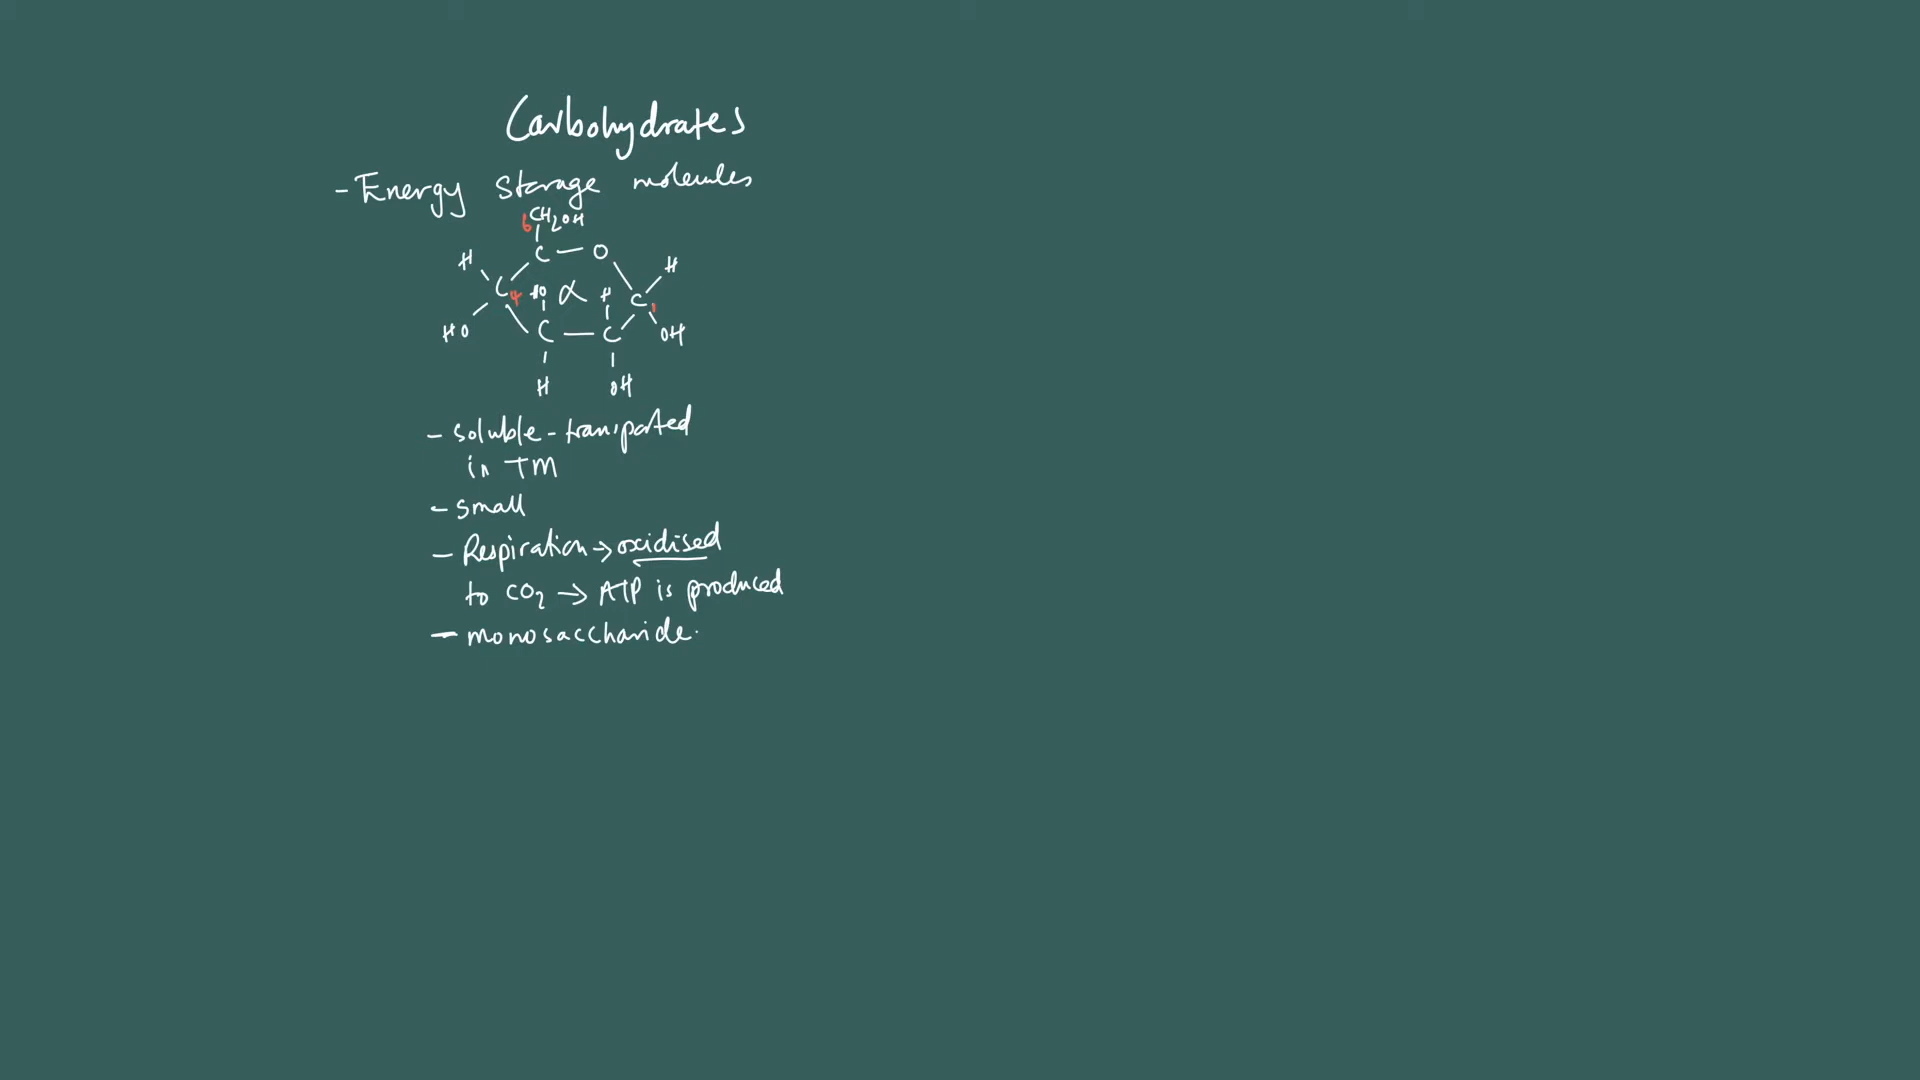 Carbohydrates
- Energy storage molecules
6 CH2OH
H C — O H
C 4 HO α H C 1
HO C — C OH
H OH
- soluble - transported
in TM
- small
- Respiration → oxidised
to CO2 → ATP is produced
- monosaccharide.